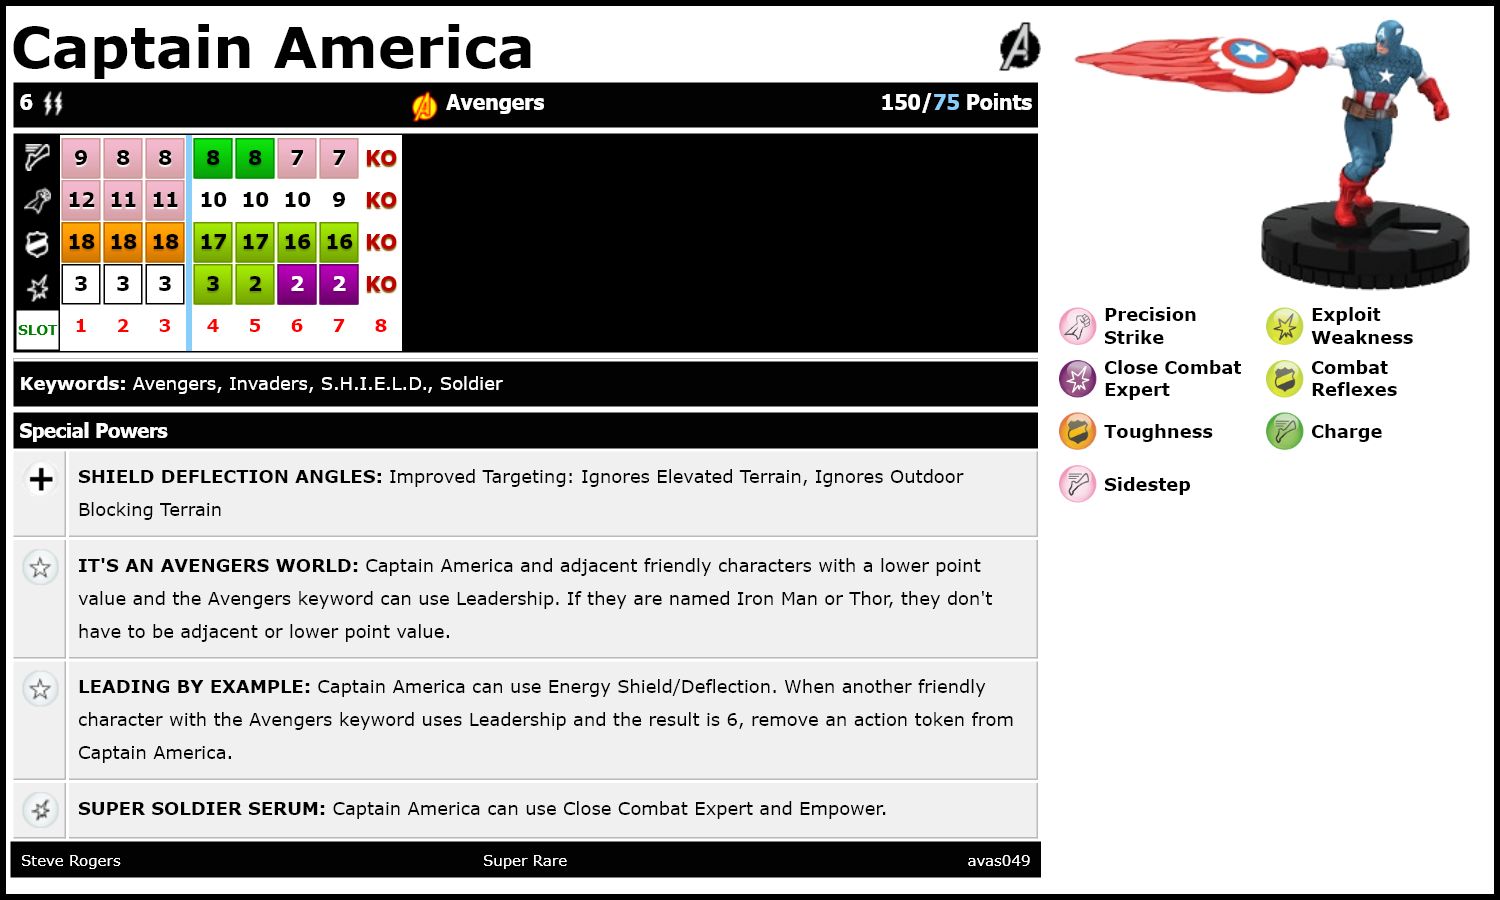 Captain America
6 Avengers 150/75 Points
9 8 8 8 8 7 7 KO
12 11 11 10 10 10 9 KO
18 18 18 17 17 16 16 KO
3 3 3 3 2 2 2 KO
SLOT 1 2 3 4 5 6 7 8
Keywords: Avengers, Invaders, S.H.I.E.L.D., Soldier
Special Powers
SHIELD DEFLECTION ANGLES: Improved Targeting: Ignores Elevated Terrain, Ignores Outdoor
Blocking Terrain
IT'S AN AVENGERS WORLD: Captain America and adjacent friendly characters with a lower point
value and the Avengers keyword can use Leadership. If they are named Iron Man or Thor, they don't
have to be adjacent or lower point value.
LEADING BY EXAMPLE: Captain America can use Energy Shield/Deflection. When another friendly
character with the Avengers keyword uses Leadership and the result is 6, remove an action token from
Captain America.
SUPER SOLDIER SERUM: Captain America can use Close Combat Expert and Empower.
Steve Rogers Super Rare avas049
Precision
Strike
Exploit
Weakness
Close Combat
Expert
Combat
Reflexes
Toughness
Charge
Sidestep